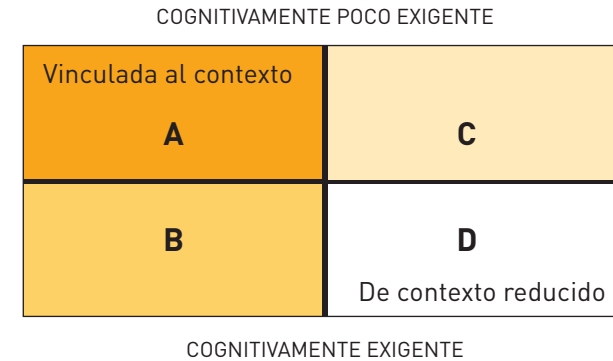 COGNITIVAMENTE POCO EXIGENTE
Vinculada al contexto
A
C
B
D
De contexto reducido
COGNITIVAMENTE EXIGENTE